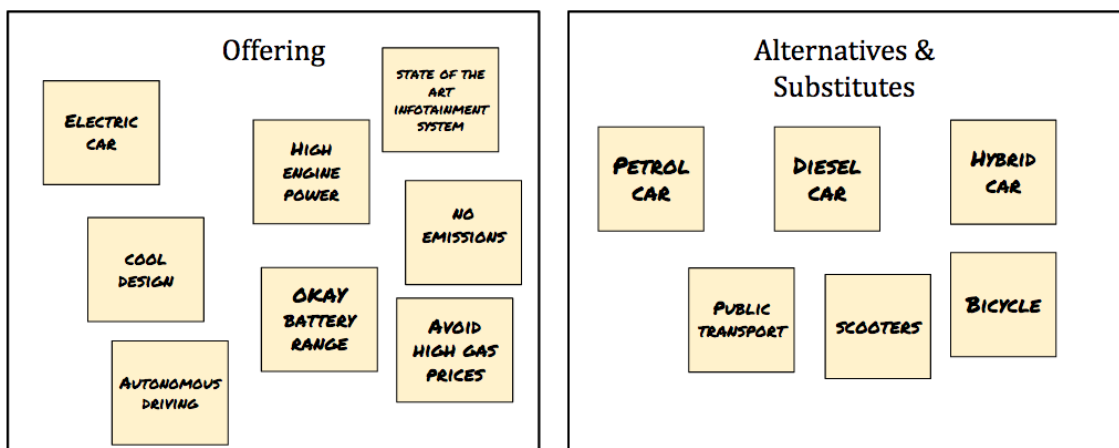 Offering
STATE OF THE
ART
INFOTAINMENT
SYSTEM
ELECTRIC
CAR
HIGH
ENGINE
POWER
NO
EMISSIONS
COOL
DESIGN
OKAY
BATTERY
RANGE
AVOID
HIGH GAS
PRICES
AUTONOMOUS
DRIVING
Alternatives &
Substitutes
PETROL
CAR
DIESEL
CAR
HYBRID
CAR
PUBLIC
TRANSPORT
SCOOTERS
BICYCLE